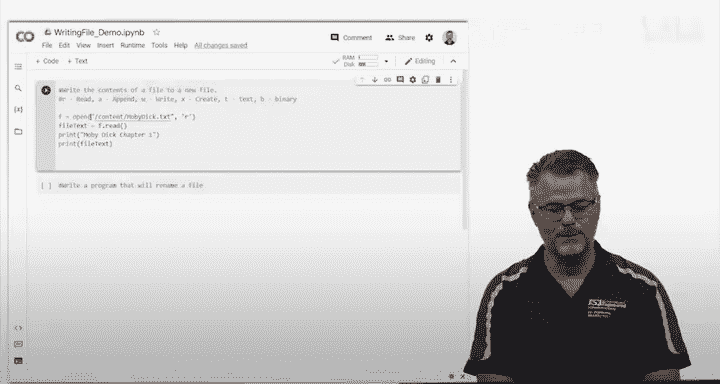 WritingFile_Demo.ipynb
Comment
Share
File Edit View Insert Runtime Tools Help All changes saved
+ Code + Text
RAM
Disk
Editing
#Write the contents of a file to a new file.
#r - Read, a - Append, w - Write, x - Create, t - Text, b - binary
f = open("/content/MobyDick.txt", 'r')
fileText = f.read()
print("Moby Dick Chapter 1")
print(fileText)
[ ] #Write a program that will rename a file